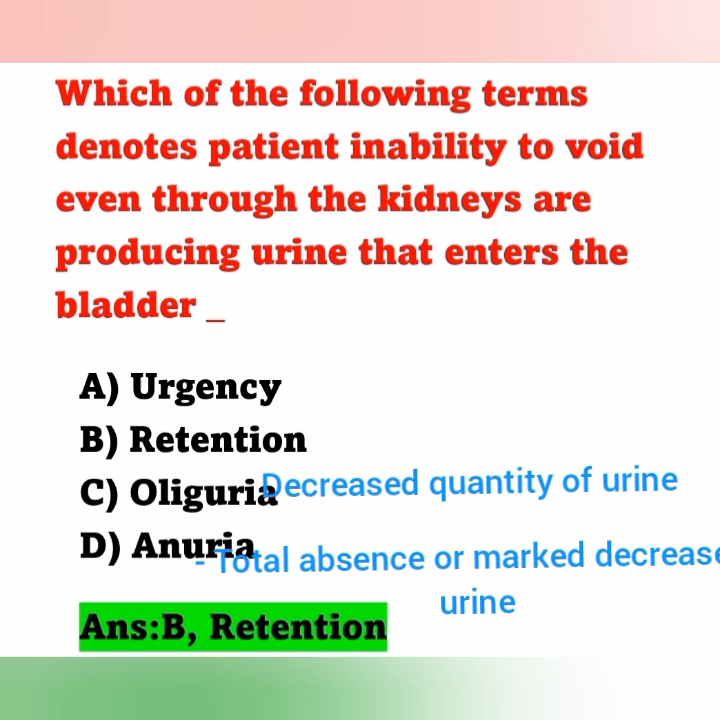 Which of the following terms
denotes patient inability to void
even through the kidneys are
producing urine that enters the
bladder _
A) Urgency
B) Retention
C) Oliguria Decreased quantity of urine
D) Anuria
- Total absence or marked decrease
urine
Ans:B, Retention